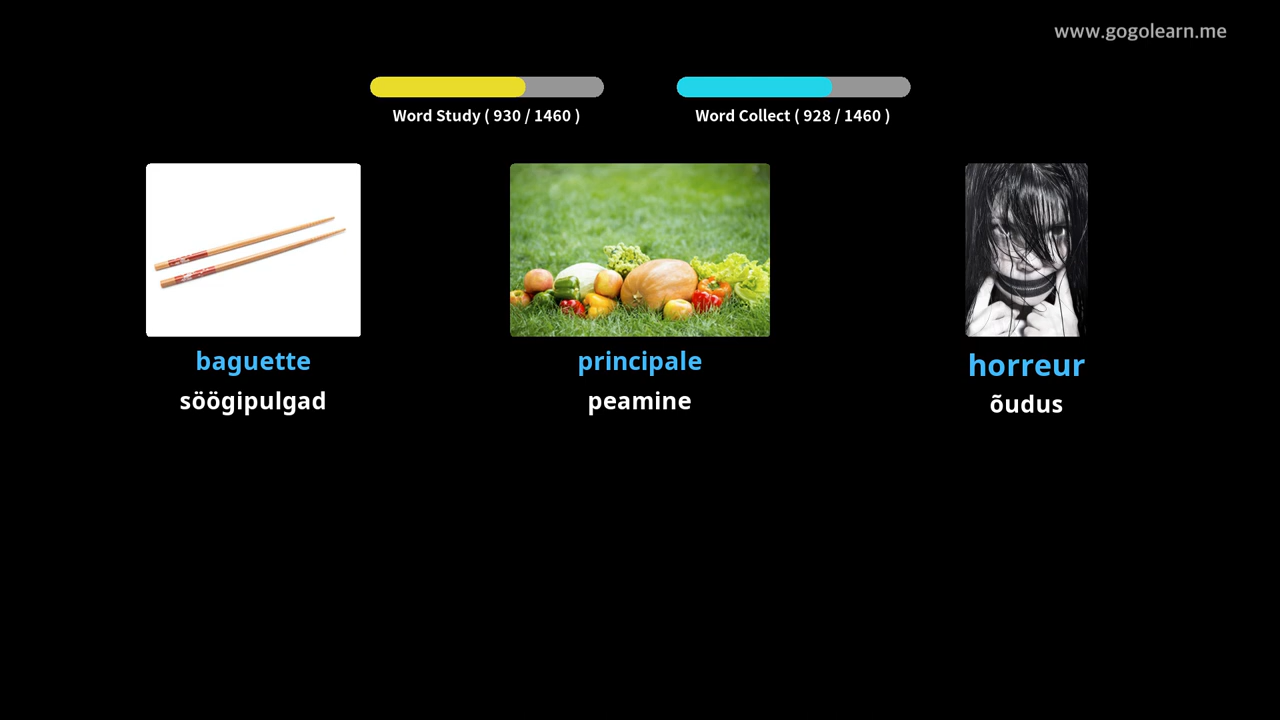 www.gogolearn.me
Word Study ( 930 / 1460 )
Word Collect ( 928 / 1460 )
baguette
söögipulgad
principale
peamine
horreur
õudus